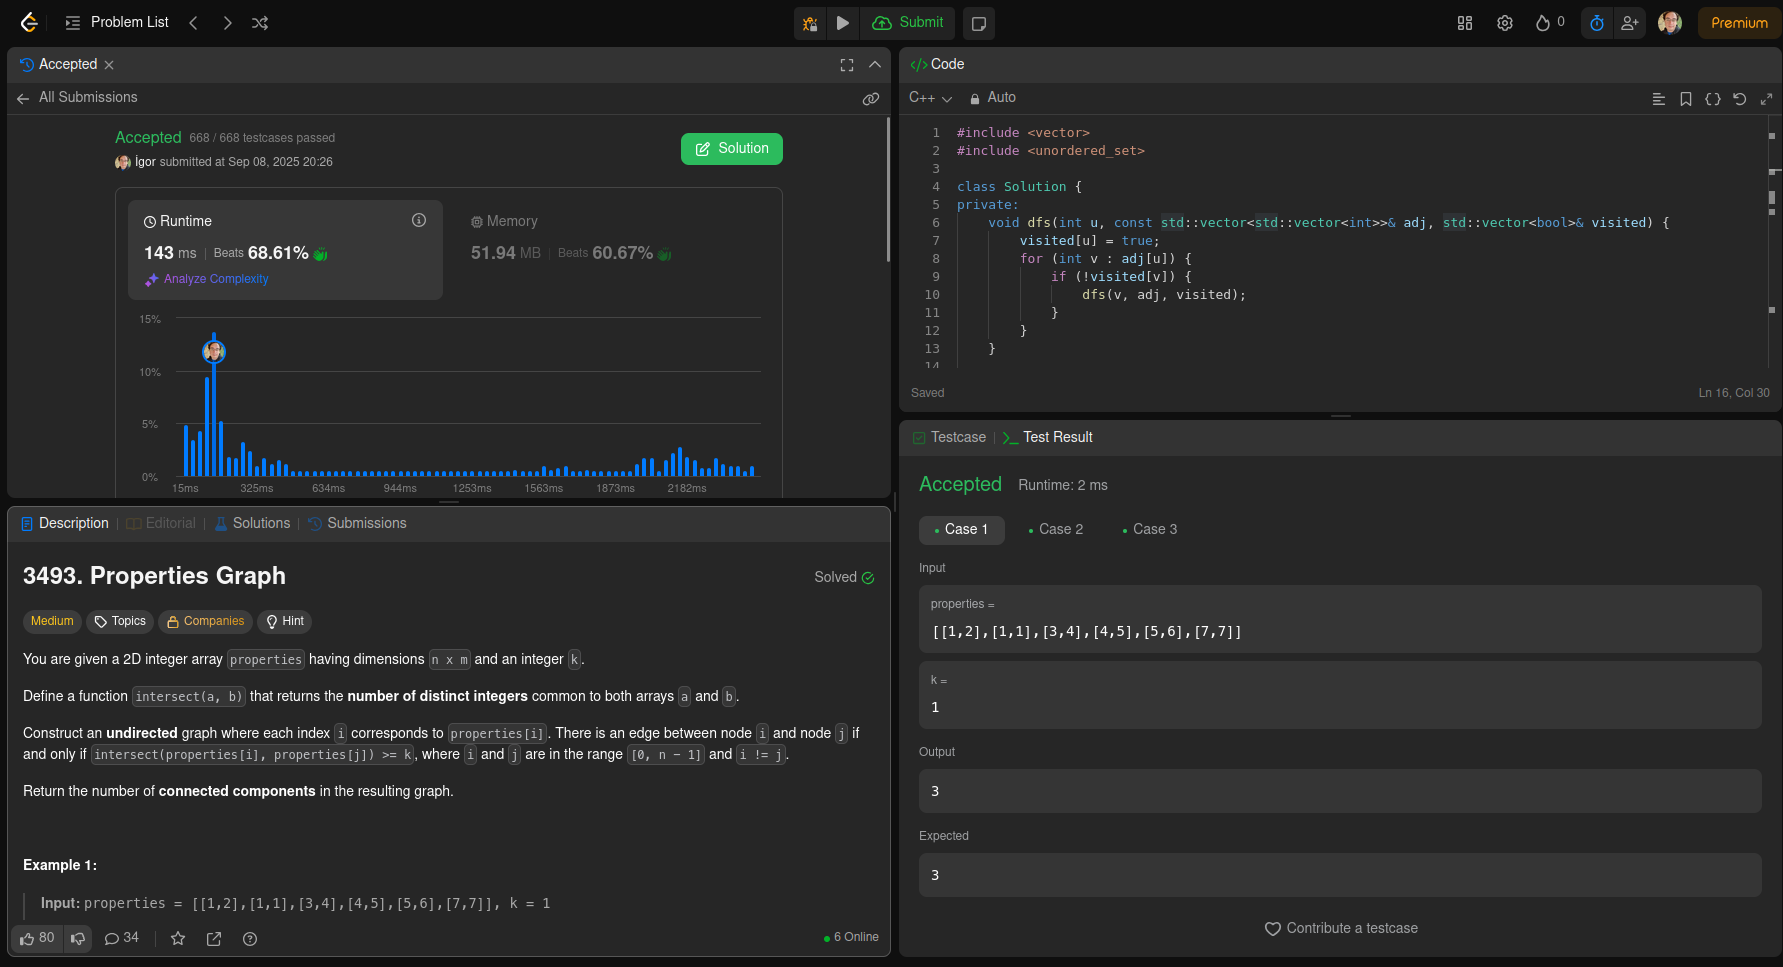 Problem List
Submit
0
Premium
Accepted
All Submissions
Accepted 668 / 668 testcases passed
İgor submitted at Sep 08, 2025 20:26
Solution
Runtime
143 ms | Beats 68.61%
Analyze Complexity
Memory
51.94 MB | Beats 60.67%
15%
10%
5%
0%
15ms 325ms 634ms 944ms 1253ms 1563ms 1873ms 2182ms
Description | Editorial | Solutions | Submissions
3493. Properties Graph
Solved
Medium Topics Companies Hint
You are given a 2D integer array properties having dimensions n x m and an integer k.
Define a function intersect(a, b) that returns the number of distinct integers common to both arrays a and b.
Construct an undirected graph where each index i corresponds to properties[i]. There is an edge between node i and node j if
and only if intersect(properties[i], properties[j]) >= k, where i and j are in the range [0, n - 1] and i != j.
Return the number of connected components in the resulting graph.
Example 1:
Input: properties = [[1,2],[1,1],[3,4],[4,5],[5,6],[7,7]], k = 1
80 34
6 Online
</> Code
C++ Auto
1 #include <vector>
2 #include <unordered_set>
3
4 class Solution {
5 private:
6 void dfs(int u, const std::vector<std::vector<int>>& adj, std::vector<bool>& visited) {
7 visited[u] = true;
8 for (int v : adj[u]) {
9 if (!visited[v]) {
10 dfs(v, adj, visited);
11 }
12 }
13 }
14
Saved
Ln 16, Col 30
Testcase | >_ Test Result
Accepted Runtime: 2 ms
Case 1 Case 2 Case 3
Input
properties =
[[1,2],[1,1],[3,4],[4,5],[5,6],[7,7]]
k =
1
Output
3
Expected
3
Contribute a testcase